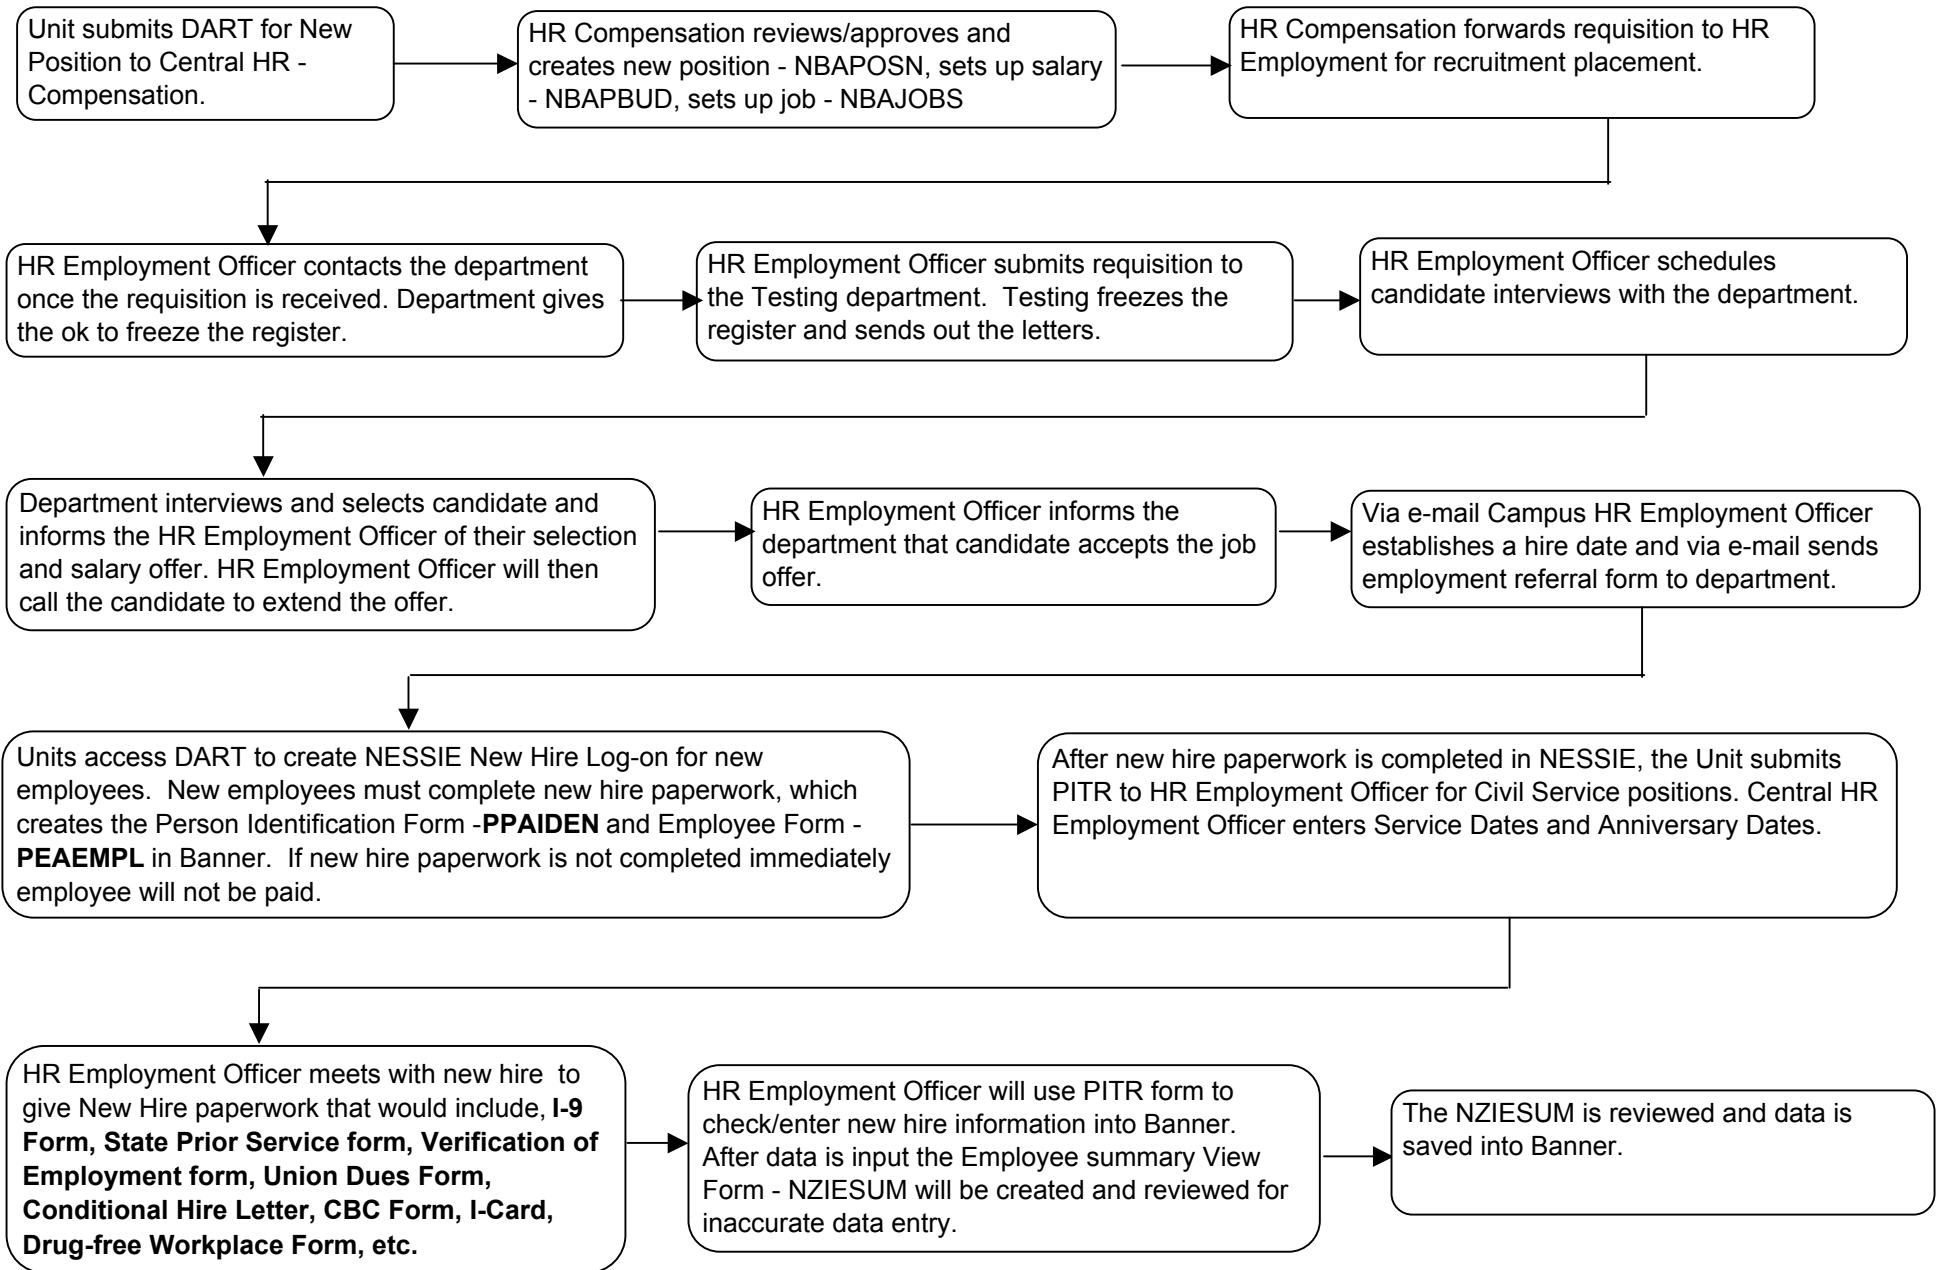 Unit submits DART for New
Position to Central HR -
Compensation.
HR Compensation reviews/approves and
creates new position - NBAPOSN, sets up salary
- NBAPBUD, sets up job - NBAJOBS
HR Compensation forwards requisition to HR
Employment for recruitment placement.
HR Employment Officer contacts the department
once the requisition is received. Department gives
the ok to freeze the register.
HR Employment Officer submits requisition to
the Testing department.  Testing freezes the
register and sends out the letters.
HR Employment Officer schedules
candidate interviews with the department.
Department interviews and selects candidate and
informs the HR Employment Officer of their selection
and salary offer. HR Employment Officer will then
call the candidate to extend the offer.
HR Employment Officer informs the
department that candidate accepts the job
offer.
Via e-mail Campus HR Employment Officer
establishes a hire date and via e-mail sends
employment referral form to department.
Units access DART to create NESSIE New Hire Log-on for new
employees.  New employees must complete new hire paperwork, which
creates the Person Identification Form -PPAIDEN and Employee Form -
PEAEMPL in Banner.  If new hire paperwork is not completed immediately
employee will not be paid.
After new hire paperwork is completed in NESSIE, the Unit submits
PITR to HR Employment Officer for Civil Service positions. Central HR
Employment Officer enters Service Dates and Anniversary Dates.
HR Employment Officer meets with new hire  to
give New Hire paperwork that would include, I-9
Form, State Prior Service form, Verification of
Employment form, Union Dues Form,
Conditional Hire Letter, CBC Form, I-Card,
Drug-free Workplace Form, etc.
HR Employment Officer will use PITR form to
check/enter new hire information into Banner.
After data is input the Employee summary View
Form - NZIESUM will be created and reviewed for
inaccurate data entry.
The NZIESUM is reviewed and data is
saved into Banner.